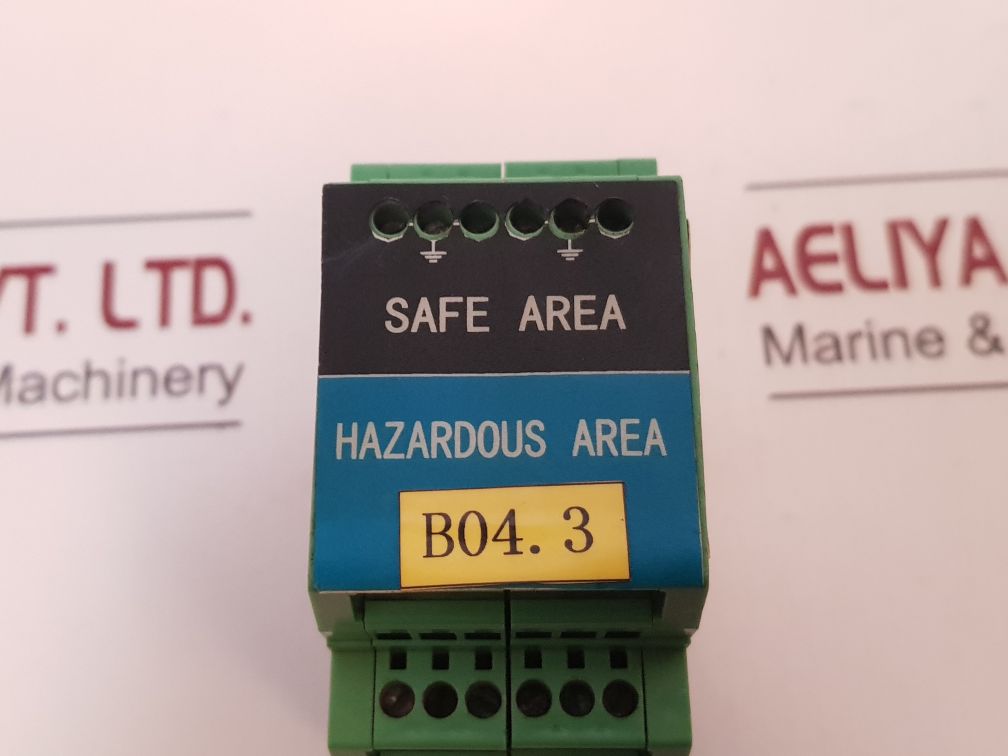 VT. LTD.
Machinery
AELIYA
Marine &
SAFE AREA
HAZARDOUS AREA
B04.3